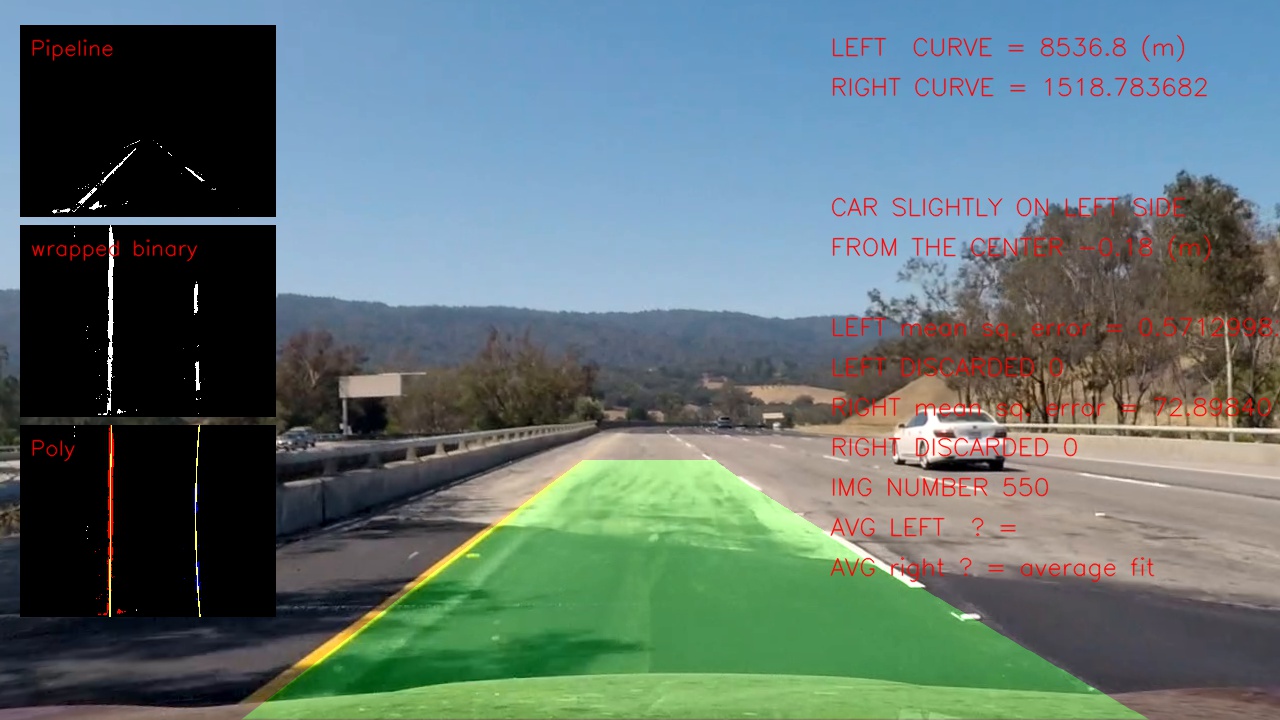 Pipeline
wrapped binary
Poly
LEFT CURVE = 8536.8 (m)
RIGHT CURVE = 1518.783682
CAR SLIGHTLY ON LEFT SIDE
FROM THE CENTER -0.18 (m)
LEFT mean sq. error = 0.5712998
LEFT DISCARDED 0
RIGHT mean sq. error = 72.89840
RIGHT DISCARDED 0
IMG NUMBER 550
AVG LEFT ? =
AVG right ? = average fit